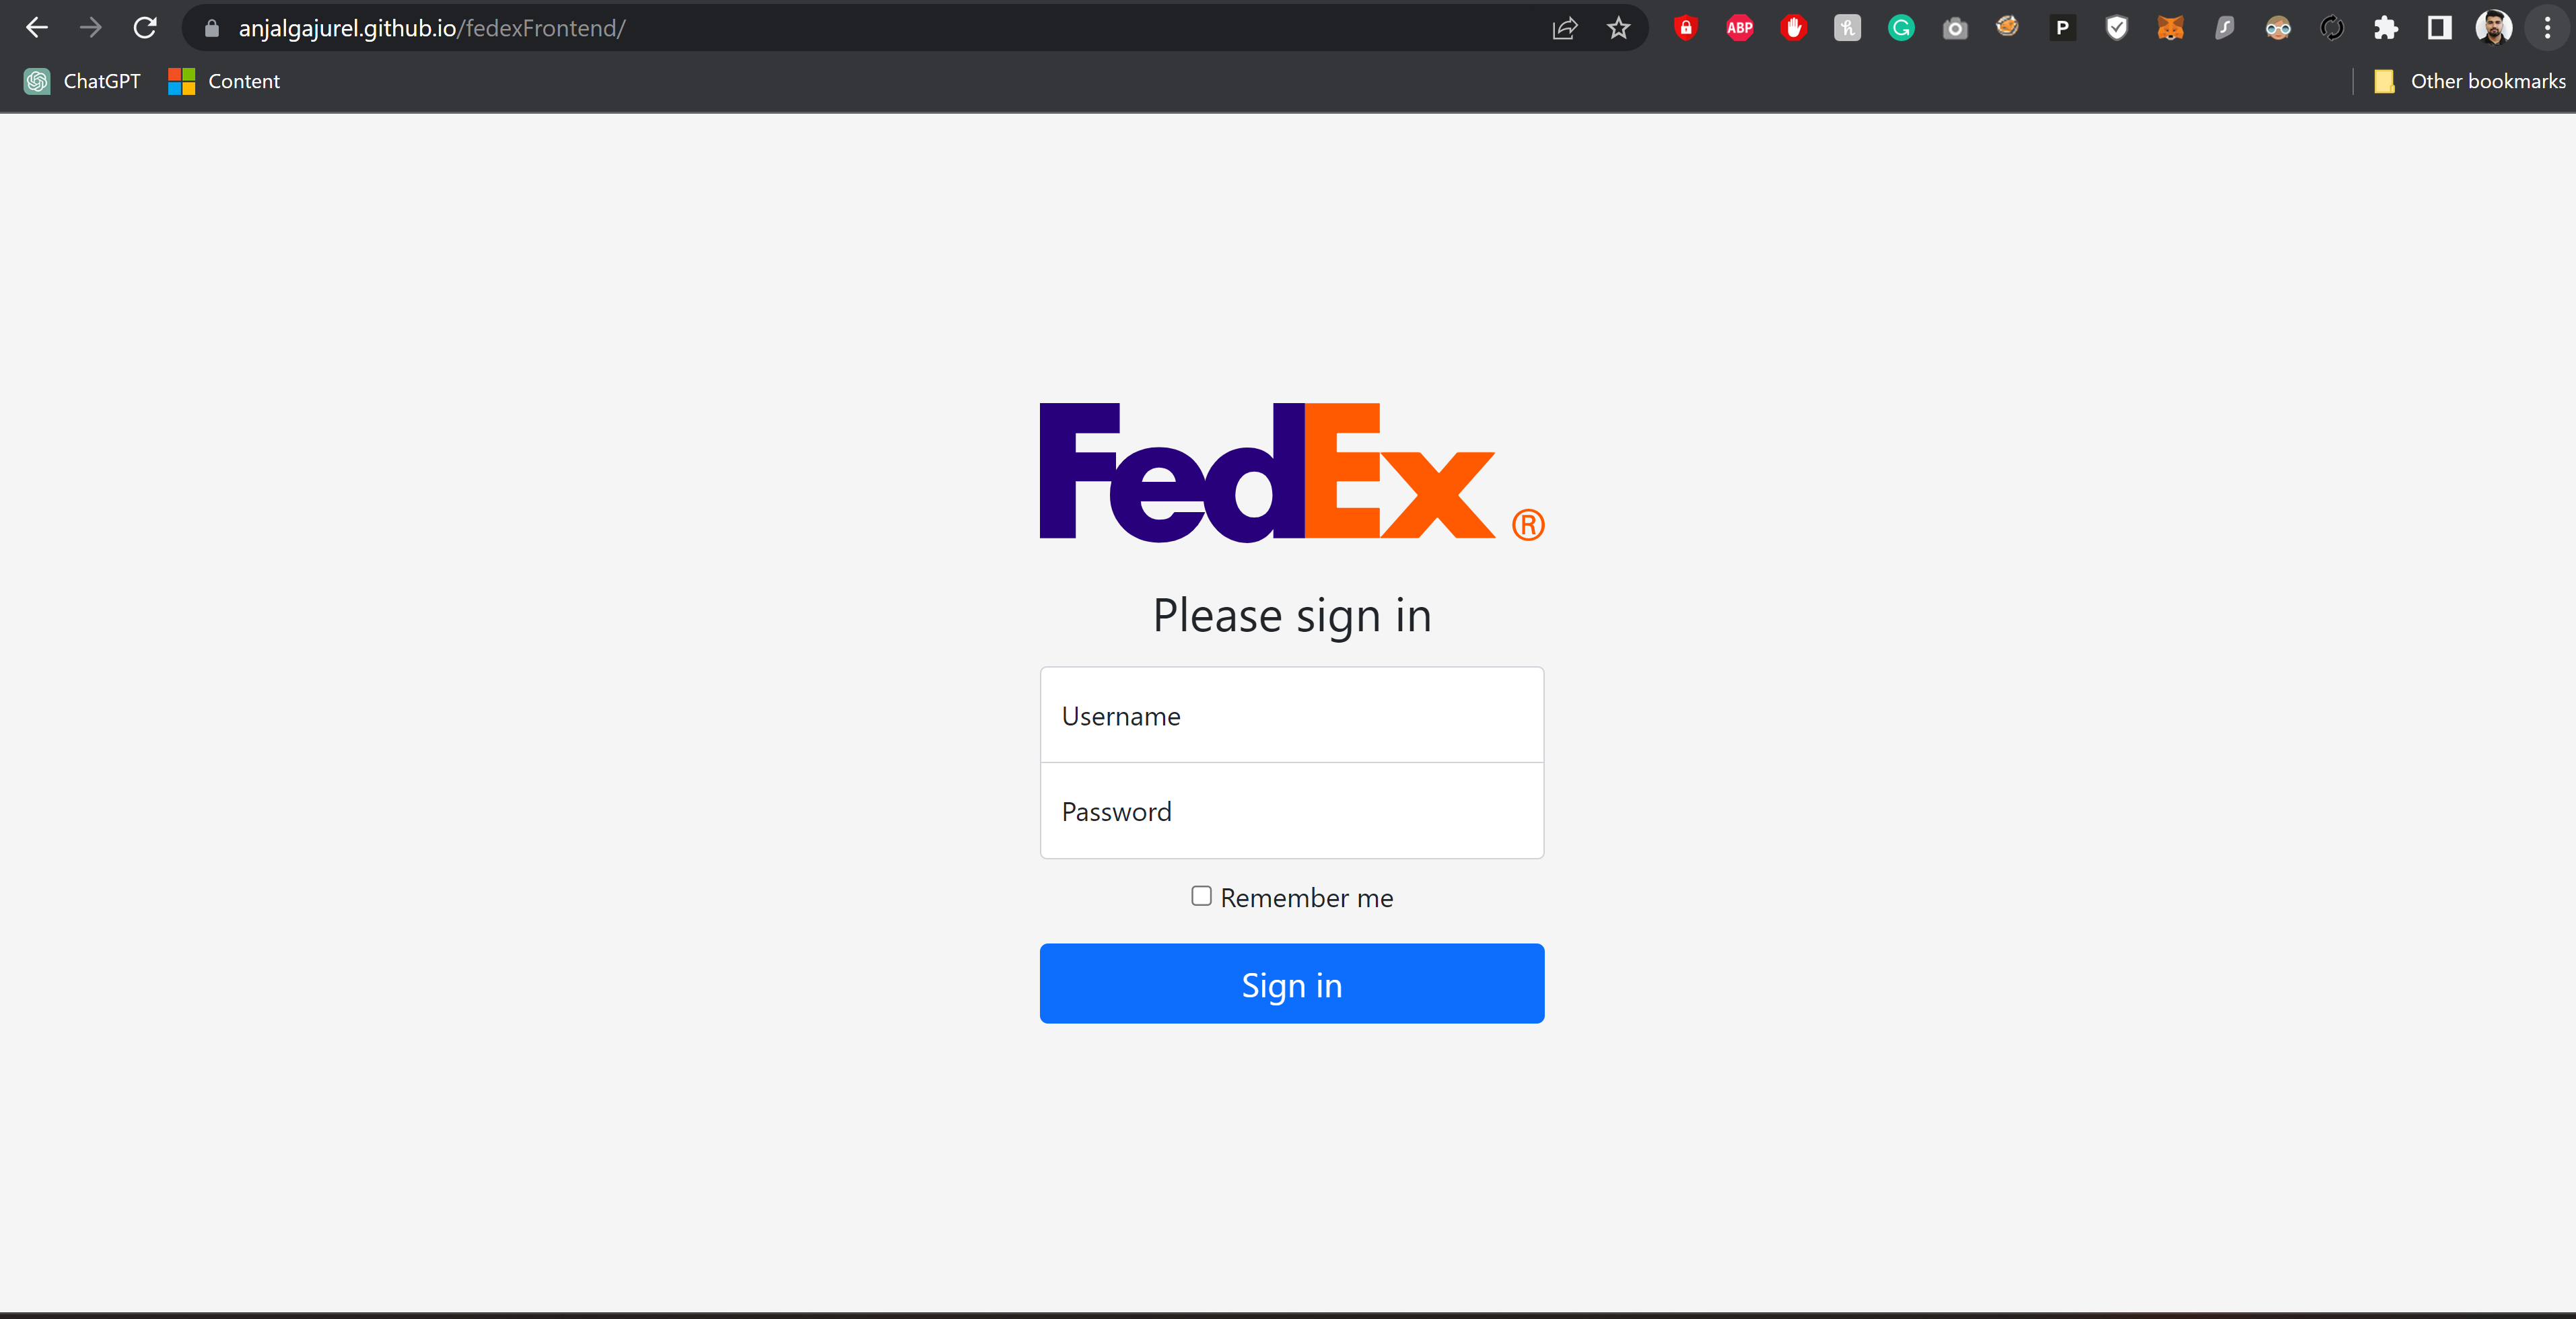 anjalgajurel.github.io/fedexFrontend/
ABP
P
ChatGPT
Content
Other bookmarks
FedEx ®
Please sign in
Username
Password
Remember me
Sign in